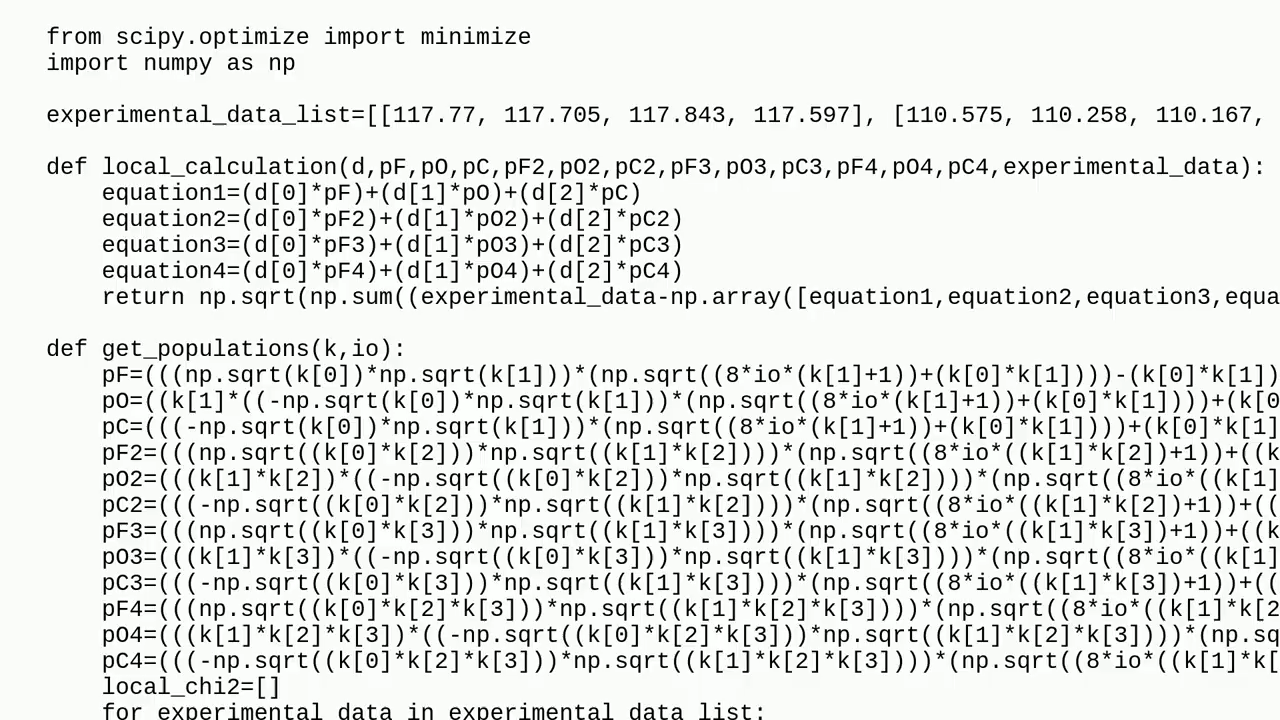 from scipy.optimize import minimize
import numpy as np
experimental_data_list=[[117.77, 117.705, 117.843, 117.597], [110.575, 110.258, 110.167,
def local_calculation(d,pF,pO,pC,pF2,pO2,pC2,pF3,pO3,pC3,pF4,pO4,pC4,experimental_data):
    equation1=(d[0]*pF)+(d[1]*pO)+(d[2]*pC)
    equation2=(d[0]*pF2)+(d[1]*pO2)+(d[2]*pC2)
    equation3=(d[0]*pF3)+(d[1]*pO3)+(d[2]*pC3)
    equation4=(d[0]*pF4)+(d[1]*pO4)+(d[2]*pC4)
    return np.sqrt(np.sum((experimental_data-np.array([equation1,equation2,equation3,equa
def get_populations(k,io):
    pF=(((np.sqrt(k[0])*np.sqrt(k[1]))*(np.sqrt((8*io*(k[1]+1))+(k[0]*k[1])))-(k[0]*k[1])
    pO=((k[1]*((-np.sqrt(k[0])*np.sqrt(k[1]))*(np.sqrt((8*io*(k[1]+1))+(k[0]*k[1])))+(k[0
    pC=(((-np.sqrt(k[0])*np.sqrt(k[1]))*(np.sqrt((8*io*(k[1]+1))+(k[0]*k[1])))+(k[0]*k[1]
    pF2=(((np.sqrt((k[0]*k[2]))*np.sqrt((k[1]*k[2])))*(np.sqrt((8*io*((k[1]*k[2])+1))+((k
    pO2=(((k[1]*k[2])*((-np.sqrt((k[0]*k[2]))*np.sqrt((k[1]*k[2])))*(np.sqrt((8*io*((k[1]
    pC2=(((-np.sqrt((k[0]*k[2]))*np.sqrt((k[1]*k[2])))*(np.sqrt((8*io*((k[1]*k[2])+1))+((
    pF3=(((np.sqrt((k[0]*k[3]))*np.sqrt((k[1]*k[3])))*(np.sqrt((8*io*((k[1]*k[3])+1))+((k
    pO3=(((k[1]*k[3])*((-np.sqrt((k[0]*k[3]))*np.sqrt((k[1]*k[3])))*(np.sqrt((8*io*((k[1]
    pC3=(((-np.sqrt((k[0]*k[3]))*np.sqrt((k[1]*k[3])))*(np.sqrt((8*io*((k[1]*k[3])+1))+((
    pF4=(((np.sqrt((k[0]*k[2]*k[3]))*np.sqrt((k[1]*k[2]*k[3])))*(np.sqrt((8*io*((k[1]*k[2
    pO4=(((k[1]*k[2]*k[3])*((-np.sqrt((k[0]*k[2]*k[3]))*np.sqrt((k[1]*k[2]*k[3])))*(np.sq
    pC4=(((-np.sqrt((k[0]*k[2]*k[3]))*np.sqrt((k[1]*k[2]*k[3])))*(np.sqrt((8*io*((k[1]*k[
    local_chi2=[]
    for experimental_data in experimental_data_list: